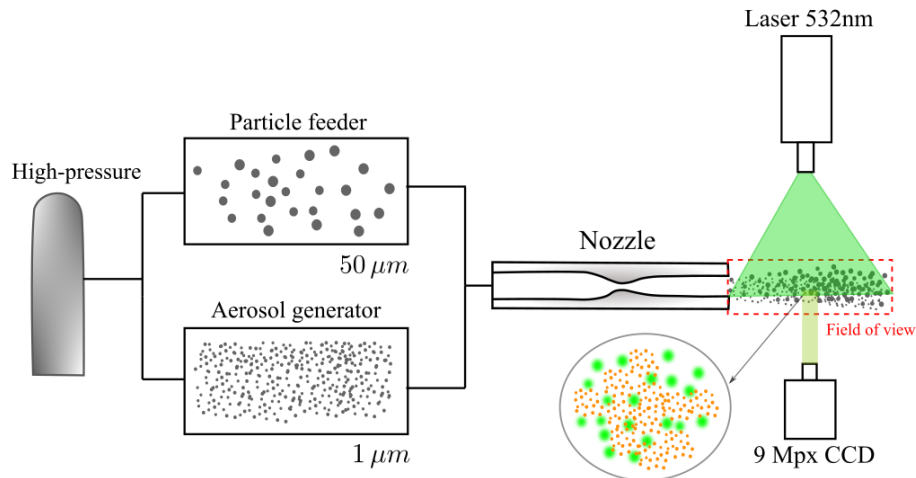 Laser 532nm
Particle feeder
High-pressure
50 μm
Nozzle
Aerosol generator
Field of view
1 μm
9 Mpx CCD